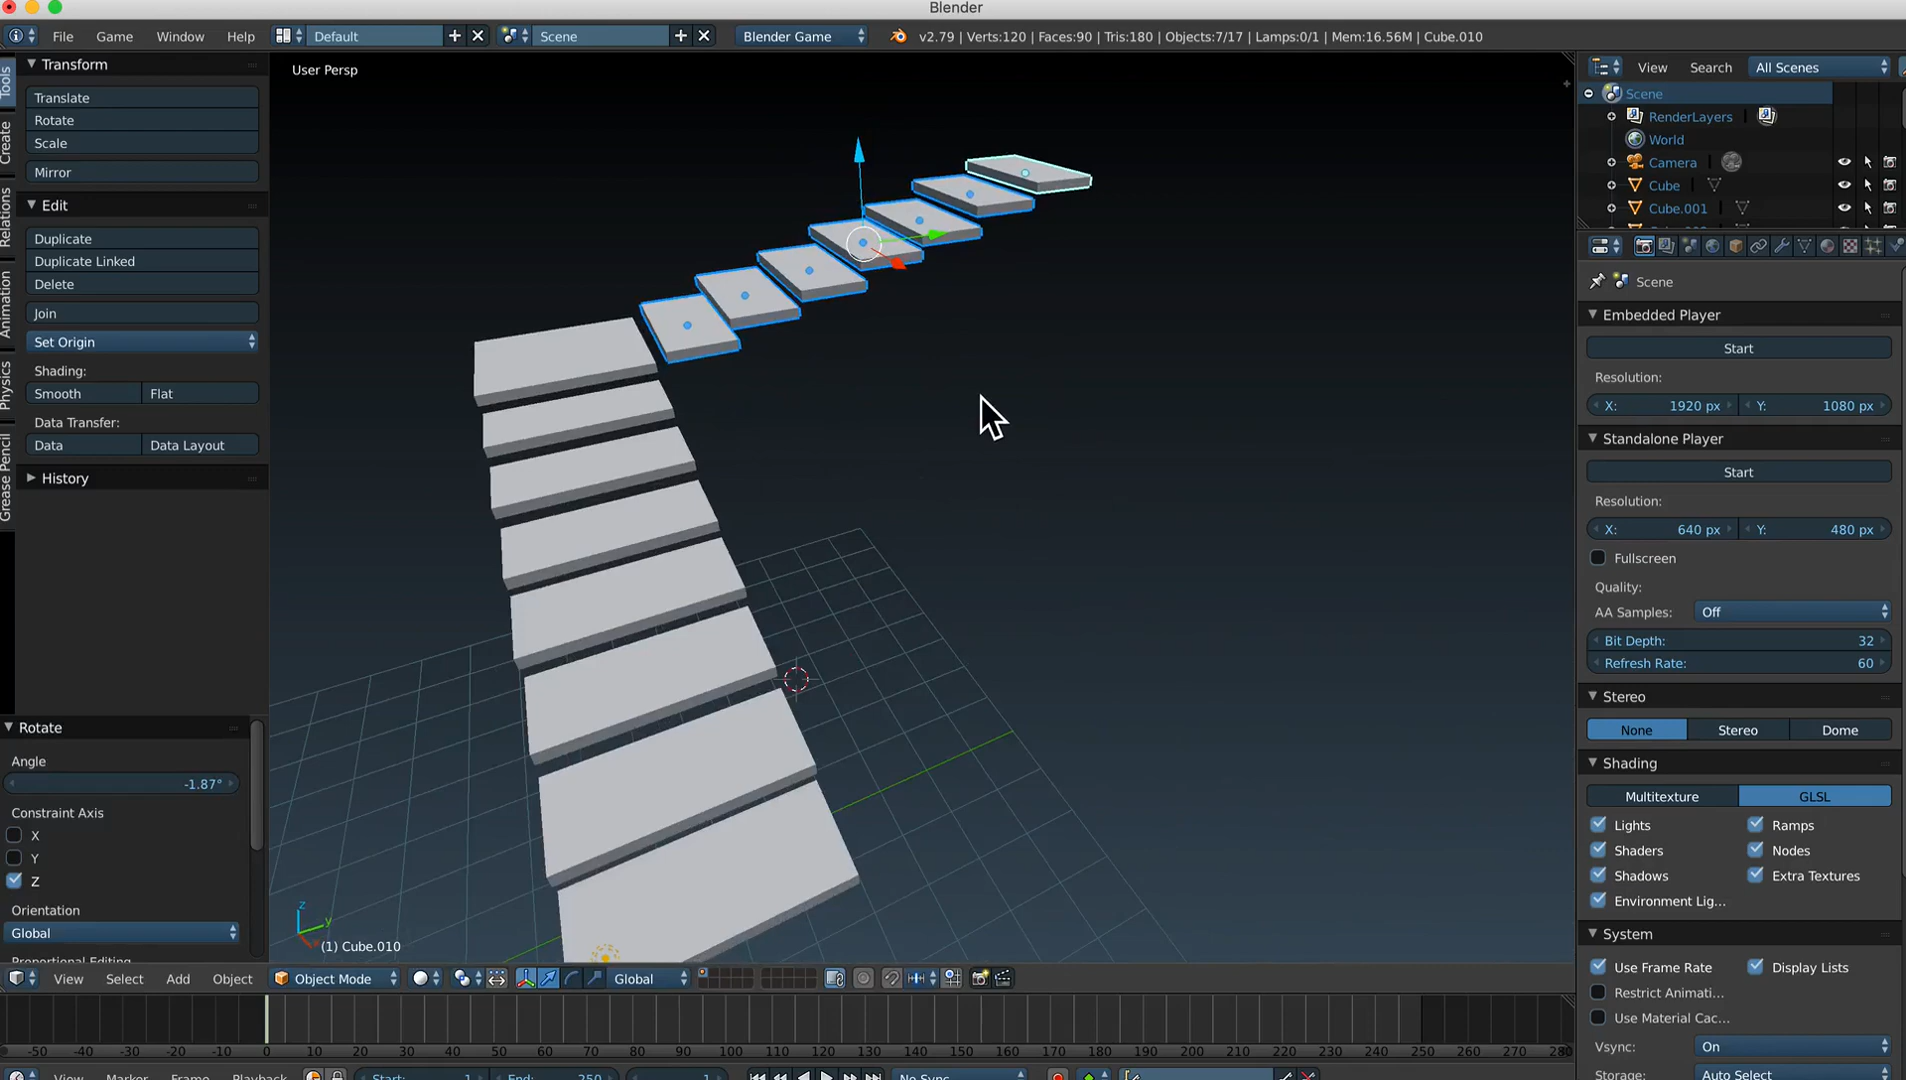 Blender
File Game Window Help Default Scene Blender Game v2.79 | Verts:120 | Faces:90 | Tris:180 | Objects:7/17 | Lamps:0/1 | Mem:16.56M | Cube.010
Tools
Create
Relations
Animation
Physics
Grease Pencil
Transform
Translate
Rotate
Scale
Mirror
Edit
Duplicate
Duplicate Linked
Delete
Join
Set Origin
Shading:
Smooth Flat
Data Transfer:
Data Data Layout
History
Rotate
Angle
-1.87°
Constraint Axis
X
Y
Z
Orientation
Global
Proportional Editing
User Persp
z
y
(1) Cube.010
View Select Add Object Object Mode Global
-50 -40 -30 -20 -10 0 10 20 30 40 50 60 70 80 90 100 110 120 130 140 150 160 170 180 190 200 210 220 230 240 250 260 270 280
View Marker Frame Playback Start: 1 End: 250 1 No Sync
View Search All Scenes
Scene
RenderLayers
World
Camera
Cube
Cube.001
Scene
Embedded Player
Start
Resolution:
X: 1920 px Y: 1080 px
Standalone Player
Start
Resolution:
X: 640 px Y: 480 px
Fullscreen
Quality:
AA Samples: Off
Bit Depth: 32
Refresh Rate: 60
Stereo
None Stereo Dome
Shading
Multitexture GLSL
Lights Ramps
Shaders Nodes
Shadows Extra Textures
Environment Lig...
System
Use Frame Rate Display Lists
Restrict Animati...
Use Material Cac...
Vsync: On
Storage: Auto Select